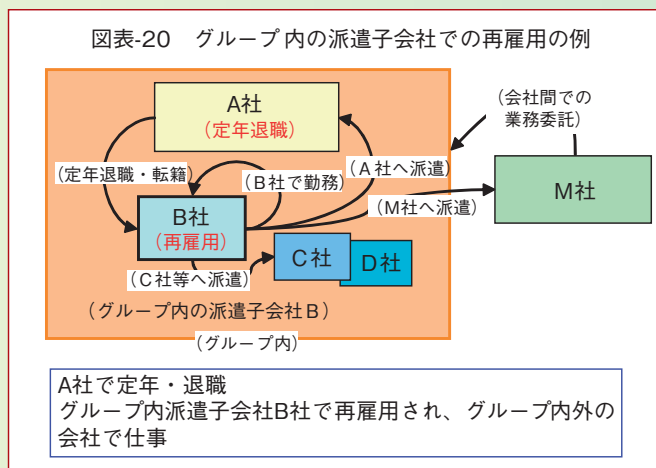 図表-20 グループ内の派遣子会社での再雇用の例
A社
（定年退職）
（会社間での
業務委託）
（定年退職・転籍）
（B社で勤務）
（A社へ派遣）
M社
（M社へ派遣）
B社
（再雇用）
C社
D社
（C社等へ派遣）
（グループ内の派遣子会社B）
（グループ内）
A社で定年・退職
グループ内派遣子会社B社で再雇用され、グループ内外の
会社で仕事